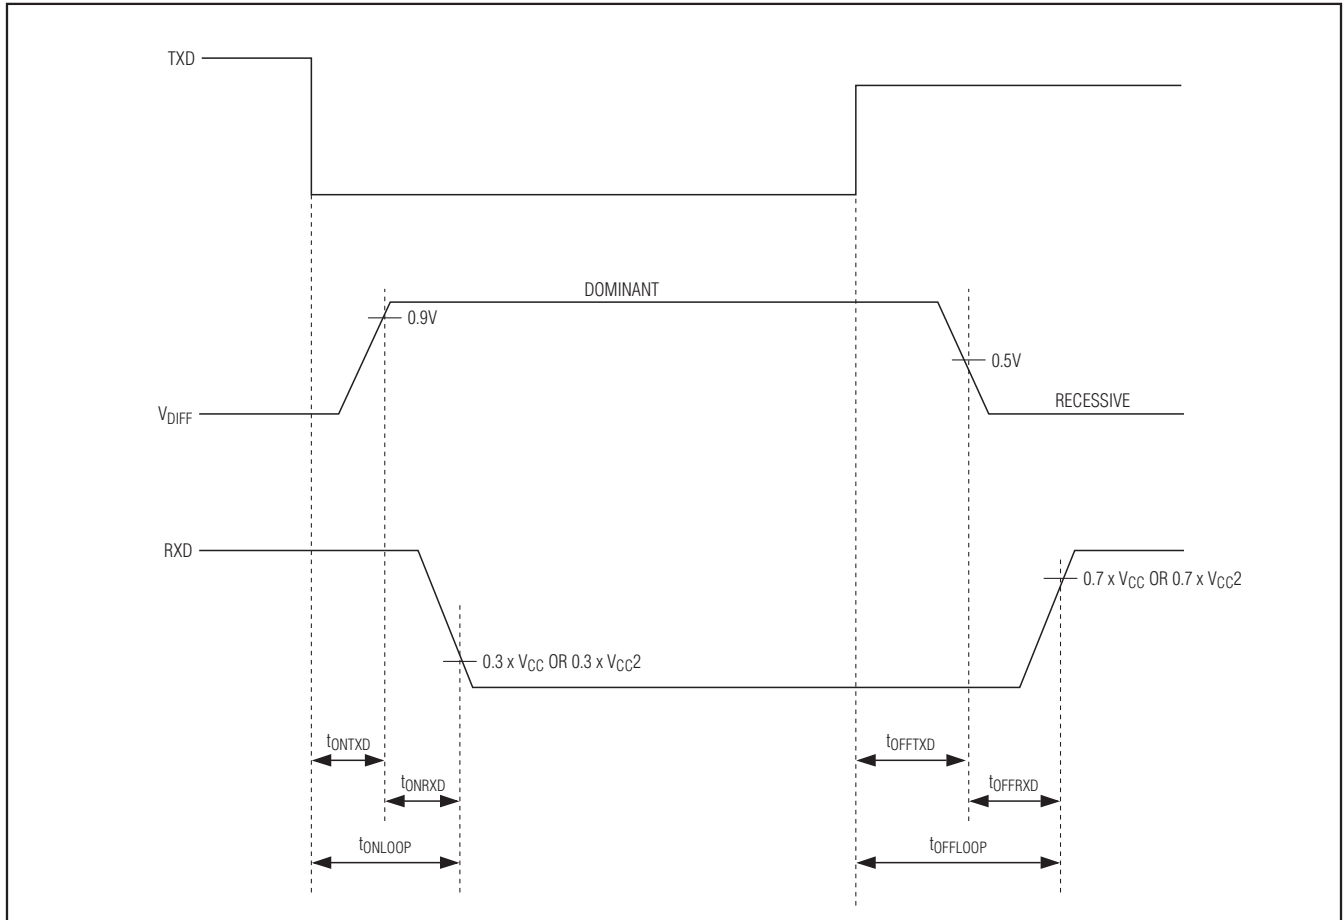 TXD
DOMINANT
0.9V
0.5V
VDIFF
RECESSIVE
RXD
0.7 x VCC OR 0.7 x VCC2
0.3 x VCC OR 0.3 x VCC2
tONTXD
tOFFTXD
tONRXD
tOFFRXD
tONLOOP
tOFFLOOP